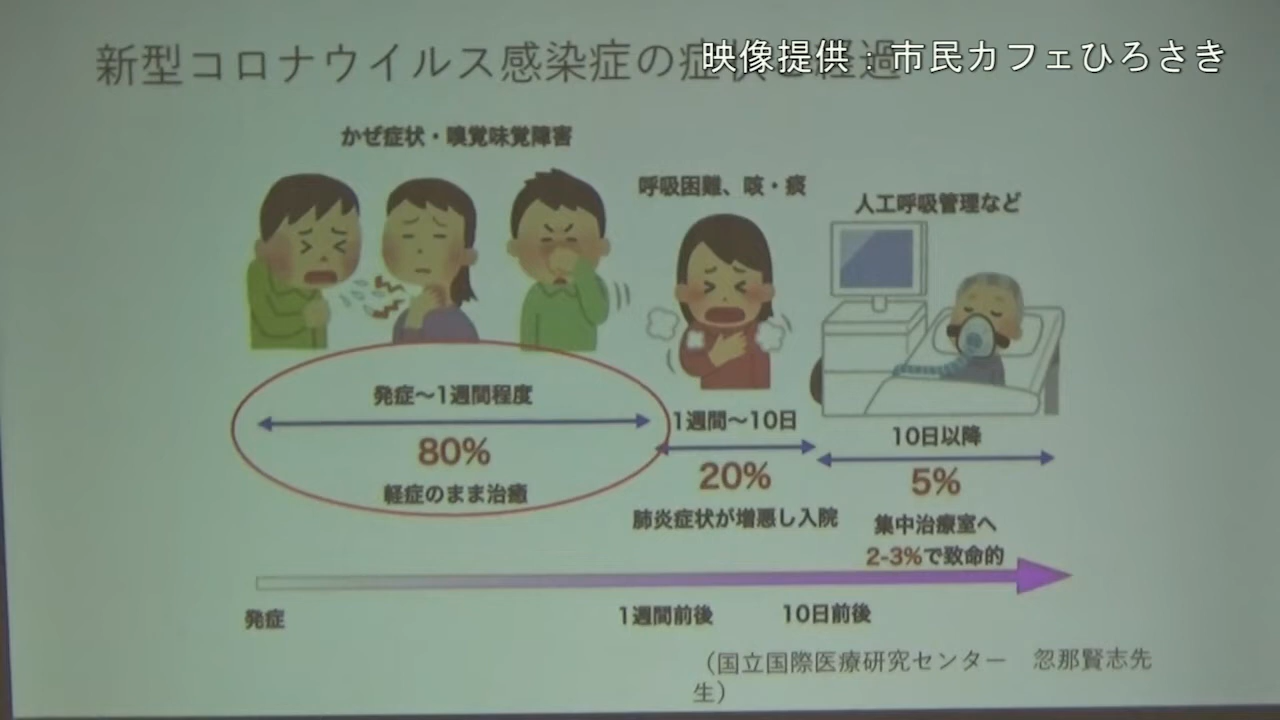 新型コロナウイルス感染症の症状と経過
映像提供：市民カフェひろさき
かぜ症状・嗅覚味覚障害
呼吸困難、咳・痰
人工呼吸管理など
発症〜1週間程度
80%
軽症のまま治癒
1週間〜10日
20%
肺炎症状が増悪し入院
10日以降
5%
集中治療室へ
2-3%で致命的
発症
1週間前後
10日前後
（国立国際医療研究センター　忽那賢志先
生）